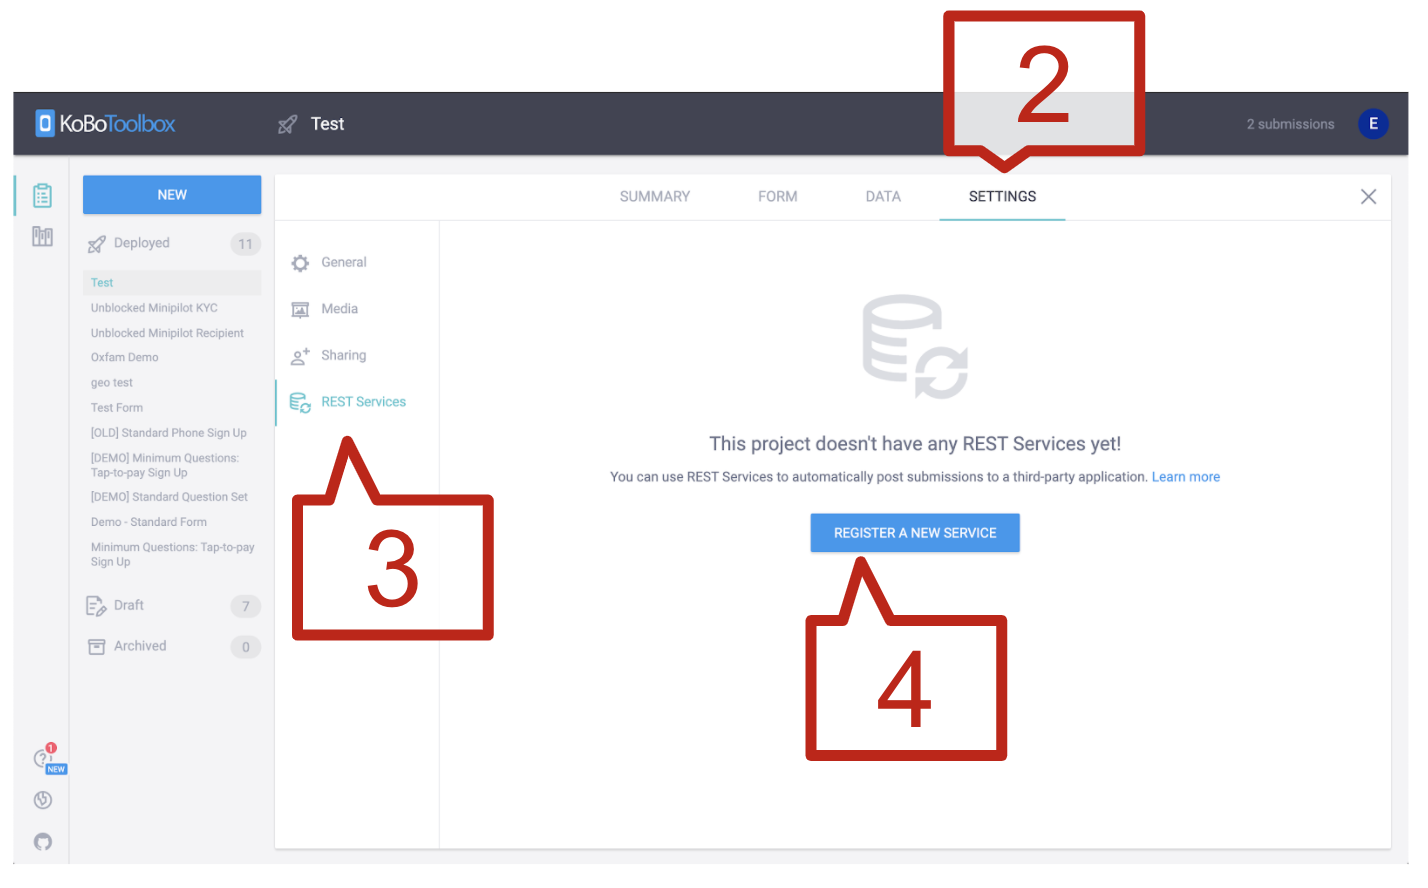 2
KoBoToolbox
Test
2 submissions
E
NEW
SUMMARY
FORM
DATA
SETTINGS
Deployed
11
Test
Unblocked Minipilot KYC
Unblocked Minipilot Recipient
Oxfam Demo
geo test
Test Form
[OLD] Standard Phone Sign Up
[DEMO] Minimum Questions:
Tap-to-pay Sign Up
[DEMO] Standard Question Set
Demo - Standard Form
Minimum Questions: Tap-to-pay
Sign Up
Draft
7
Archived
0
1
NEW
General
Media
Sharing
REST Services
3
This project doesn't have any REST Services yet!
You can use REST Services to automatically post submissions to a third-party application. Learn more
REGISTER A NEW SERVICE
4